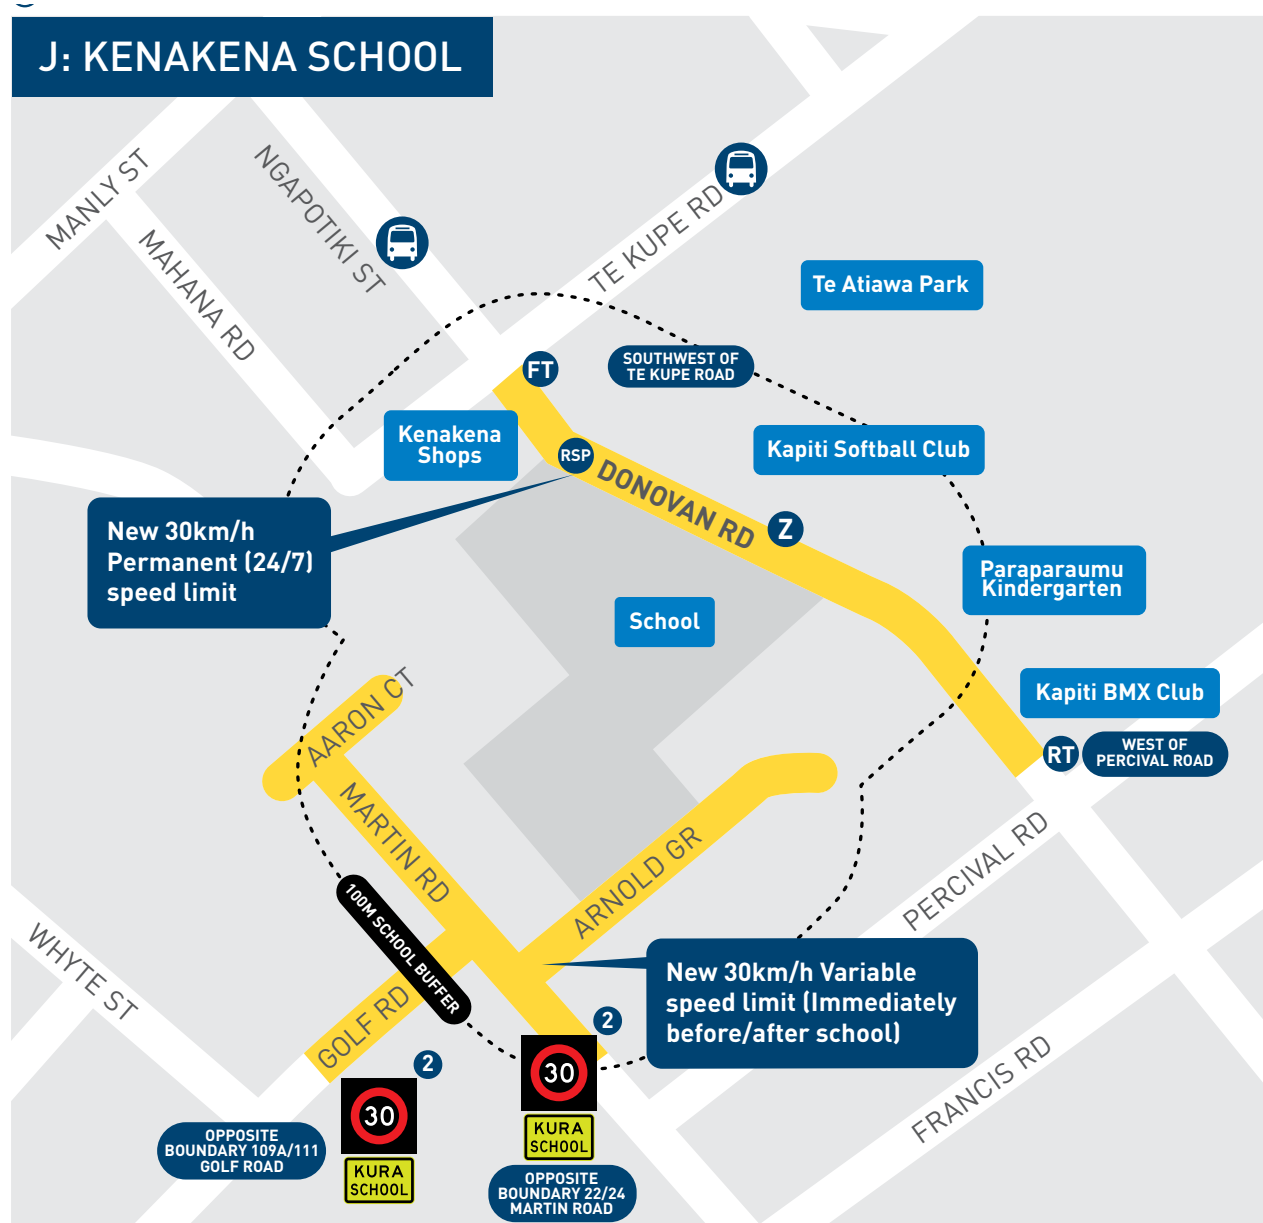 J: KENAKENA SCHOOL
MANLY ST
NGAPOTIKI ST
MAHANA RD
TE KUPE RD
Te Atiawa Park
SOUTHWEST OF
TE KUPE ROAD
FT
Kenakena
Shops
RSP
DONOVAN RD
Kapiti Softball Club
Z
New 30km/h
Permanent (24/7)
speed limit
Paraparaumu
Kindergarten
School
Kapiti BMX Club
AARON CT
RT
WEST OF
PERCIVAL ROAD
MARTIN RD
ARNOLD GR
PERCIVAL RD
100M SCHOOL BUFFER
WHYTE ST
GOLF RD
New 30km/h Variable
speed limit (Immediately
before/after school)
FRANCIS RD
2
30
KURA
SCHOOL
OPPOSITE
BOUNDARY 22/24
MARTIN ROAD
2
30
KURA
SCHOOL
OPPOSITE
BOUNDARY 109A/111
GOLF ROAD